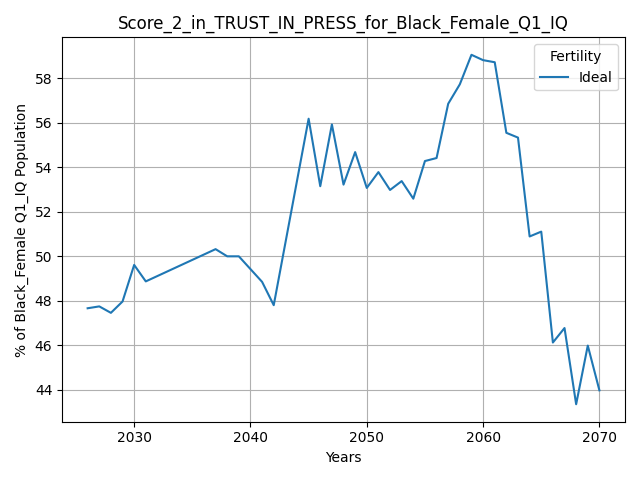 Score_2_in_TRUST_IN_PRESS_for_Black_Female_Q1_IQ
Fertility
Ideal
% of Black_Female Q1_IQ Population
58
56
54
52
50
48
46
44
2030
2040
2050
2060
2070
Years